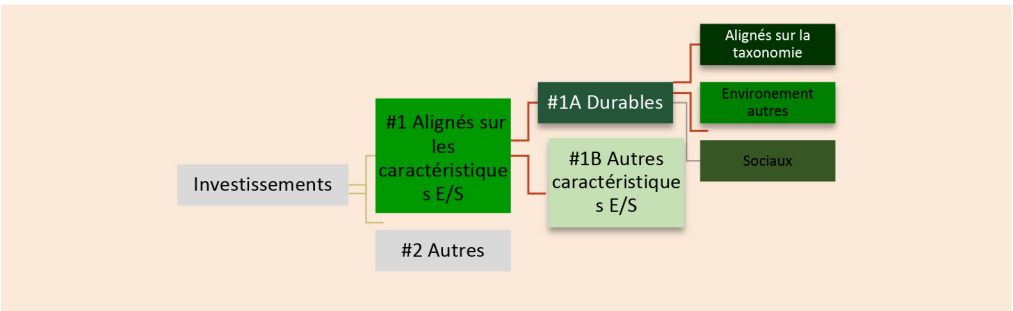 Investissements
#1 Alignés sur
les
caractéristique
s E/S
#2 Autres
#1A Durables
#1B Autres
caractéristique
s E/S
Alignés sur la
taxonomie
Environement
autres
Sociaux